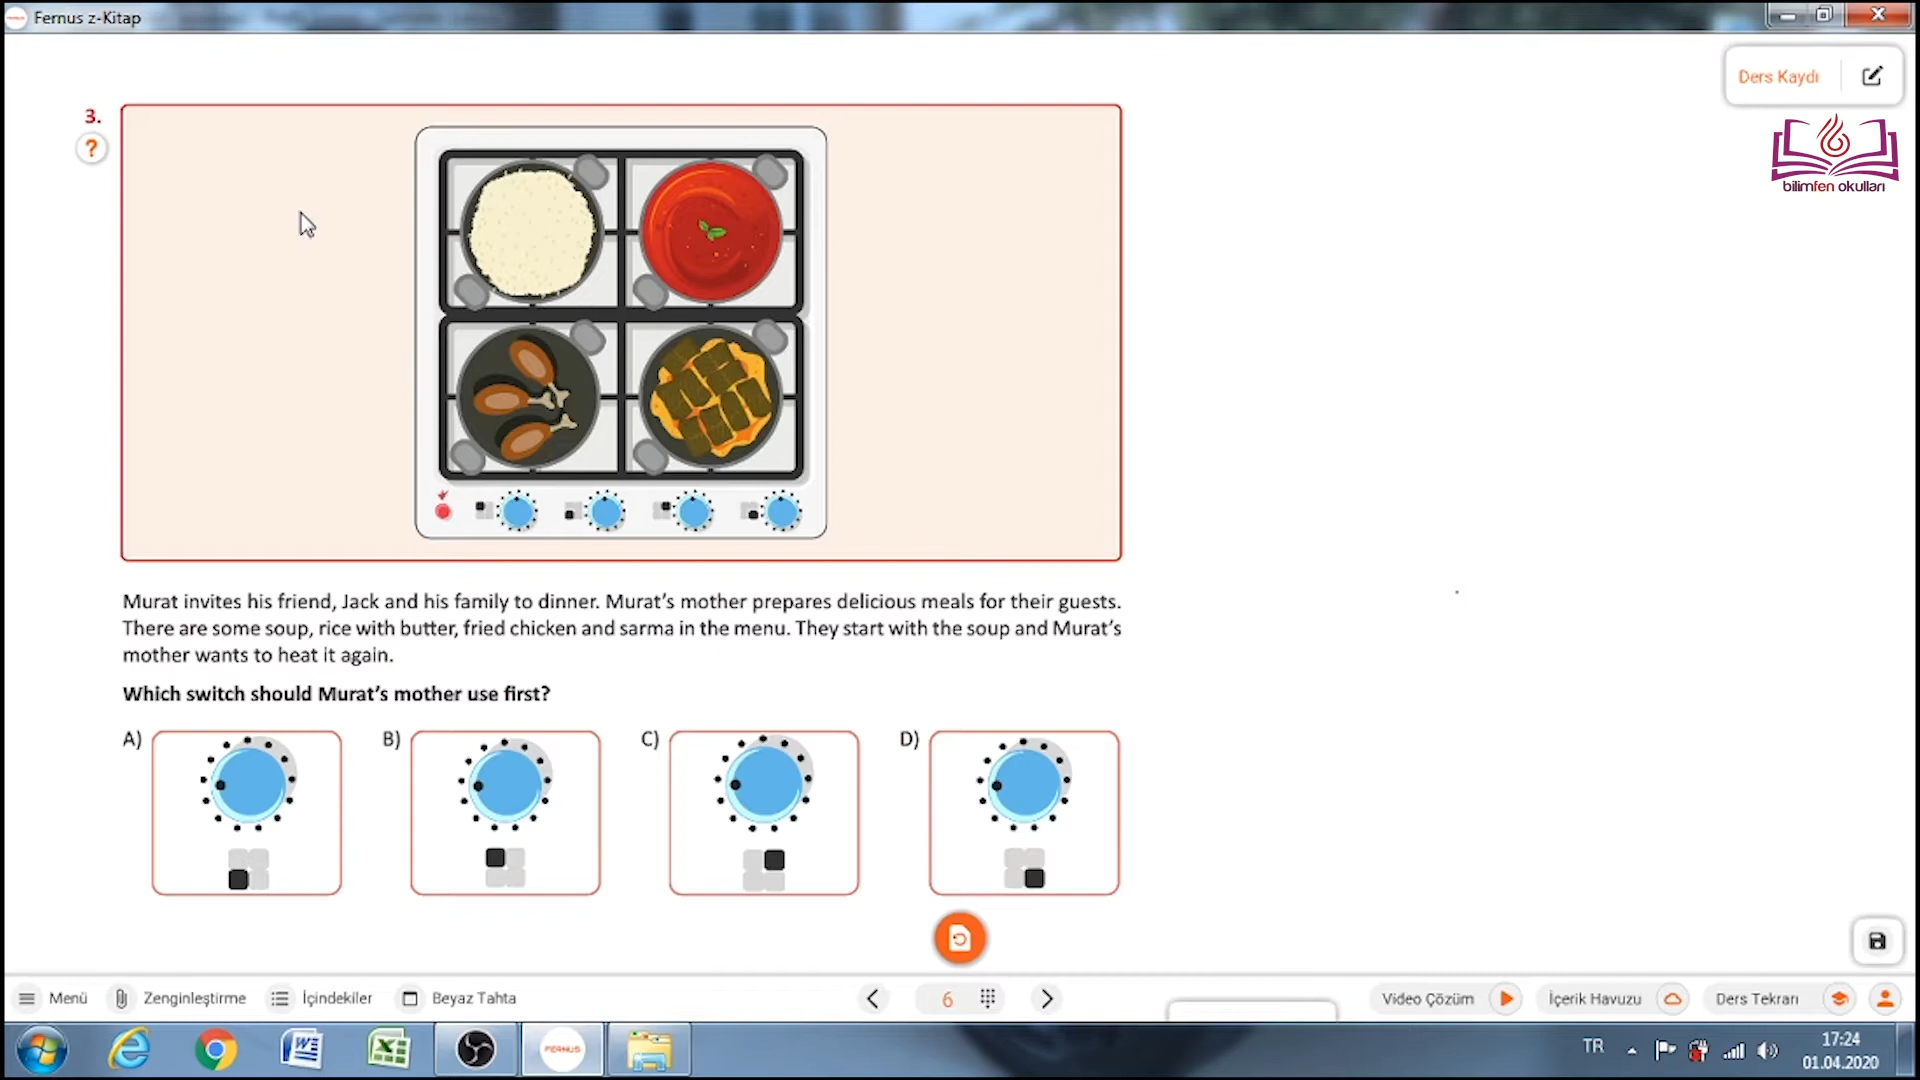 Fernus z-Kitap
Ders Kaydı
bilimfen okulları
3.
?
Murat invites his friend, Jack and his family to dinner. Murat's mother prepares delicious meals for their guests.
There are some soup, rice with butter, fried chicken and sarma in the menu. They start with the soup and Murat's
mother wants to heat it again.
Which switch should Murat's mother use first?
A)
B)
C)
D)
Menü
Zenginleştirme
İçindekiler
Beyaz Tahta
6
Video Çözüm
İçerik Havuzu
Ders Tekrarı
FERNUS
TR
17:24
01.04.2020